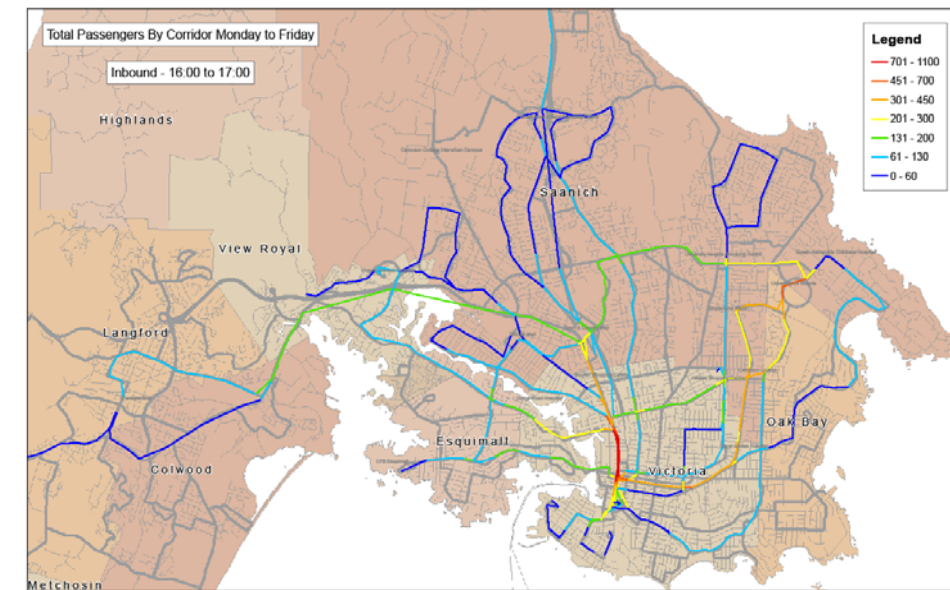 Total Passengers By Corridor Monday to Friday
Inbound - 16:00 to 17:00
Legend
701 - 1100
451 - 700
301 - 450
201 - 300
131 - 200
61 - 130
0 - 60
Highlands
Saanich
View Royal
Langford
Oak Bay
Esquimalt
Victoria
Colwood
Metchosin